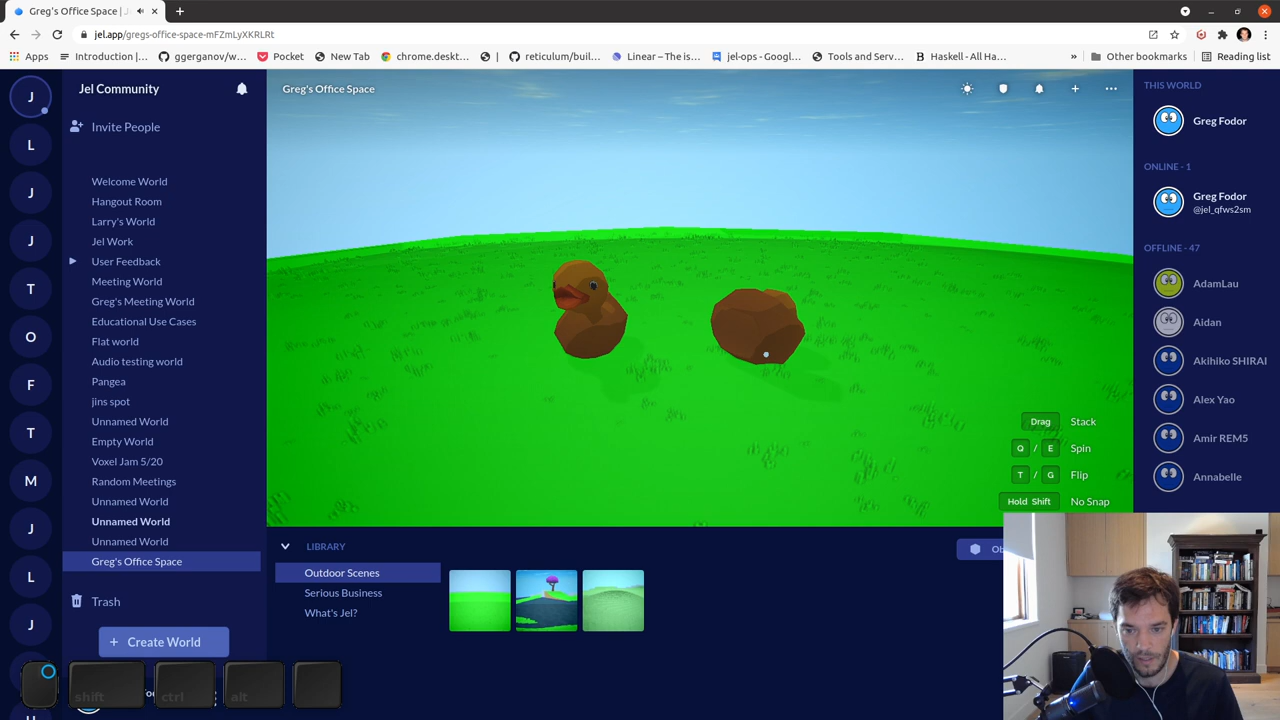 Greg's Office Space |
jel.app/gregs-office-space-mFZmLyXKRLRt
Apps
Introduction |...
ggerganov/w...
Pocket
New Tab
chrome.deskt...
|
reticulum/buil...
Linear – The is...
jel-ops - Googl...
Tools and Serv...
B Haskell - All Ha...
»
Other bookmarks
Reading list
J
L
J
J
T
O
F
T
M
J
L
J
Jel Community
Invite People
Welcome World
Hangout Room
Larry's World
Jel Work
User Feedback
Meeting World
Greg's Meeting World
Educational Use Cases
Flat world
Audio testing world
Pangea
jins spot
Unnamed World
Empty World
Voxel Jam 5/20
Random Meetings
Unnamed World
Unnamed World
Unnamed World
Greg's Office Space
Trash
+ Create World
shift
ctrl
alt
Greg's Office Space
Drag Stack
Q / E Spin
T / G Flip
Hold Shift No Snap
LIBRARY
Outdoor Scenes
Serious Business
What's Jel?
THIS WORLD
Greg Fodor
ONLINE - 1
Greg Fodor
@jel_qfws2sm
OFFLINE - 47
AdamLau
Aidan
Akihiko SHIRAI
Alex Yao
Amir REM5
Annabelle